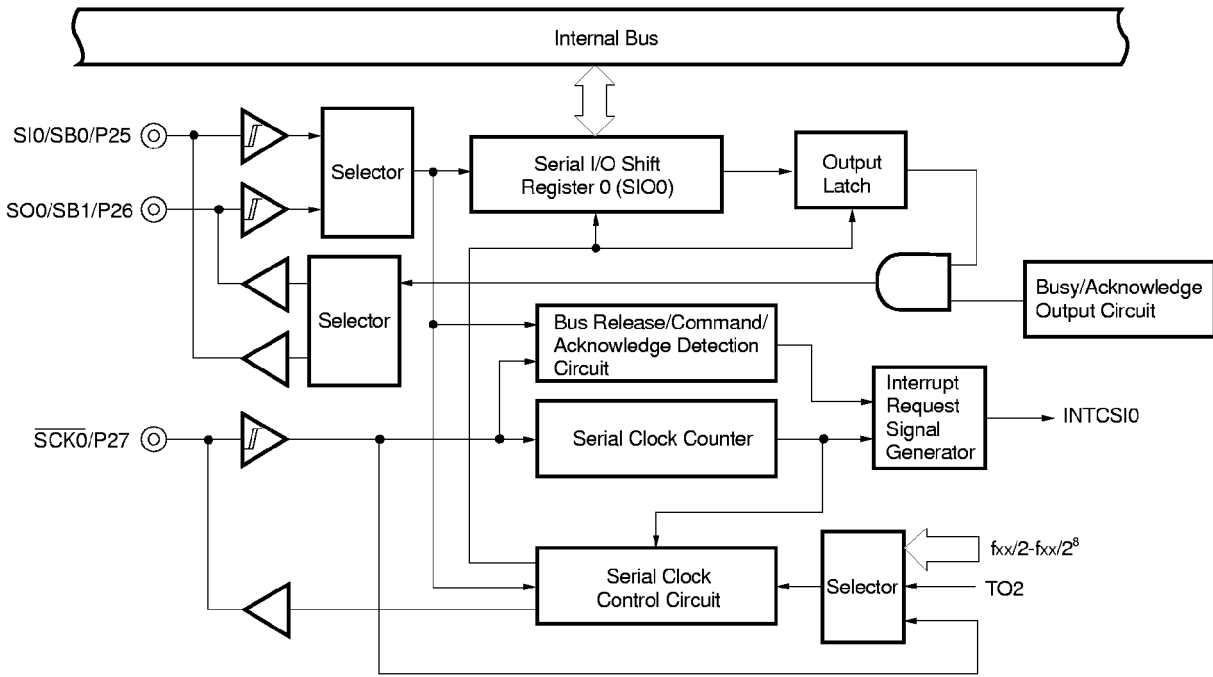 Internal Bus
SI0/SB0/P25
Selector
Serial I/O Shift
Register 0 (SIO0)
Output
Latch
SO0/SB1/P26
Selector
Busy/Acknowledge
Output Circuit
Bus Release/Command/
Acknowledge Detection
Circuit
Interrupt
Request
Signal
Generator
INTCSI0
S̅C̅K̅0̅/P27
Serial Clock Counter
Serial Clock
Control Circuit
Selector
fxx/2-fxx/2⁸
TO2